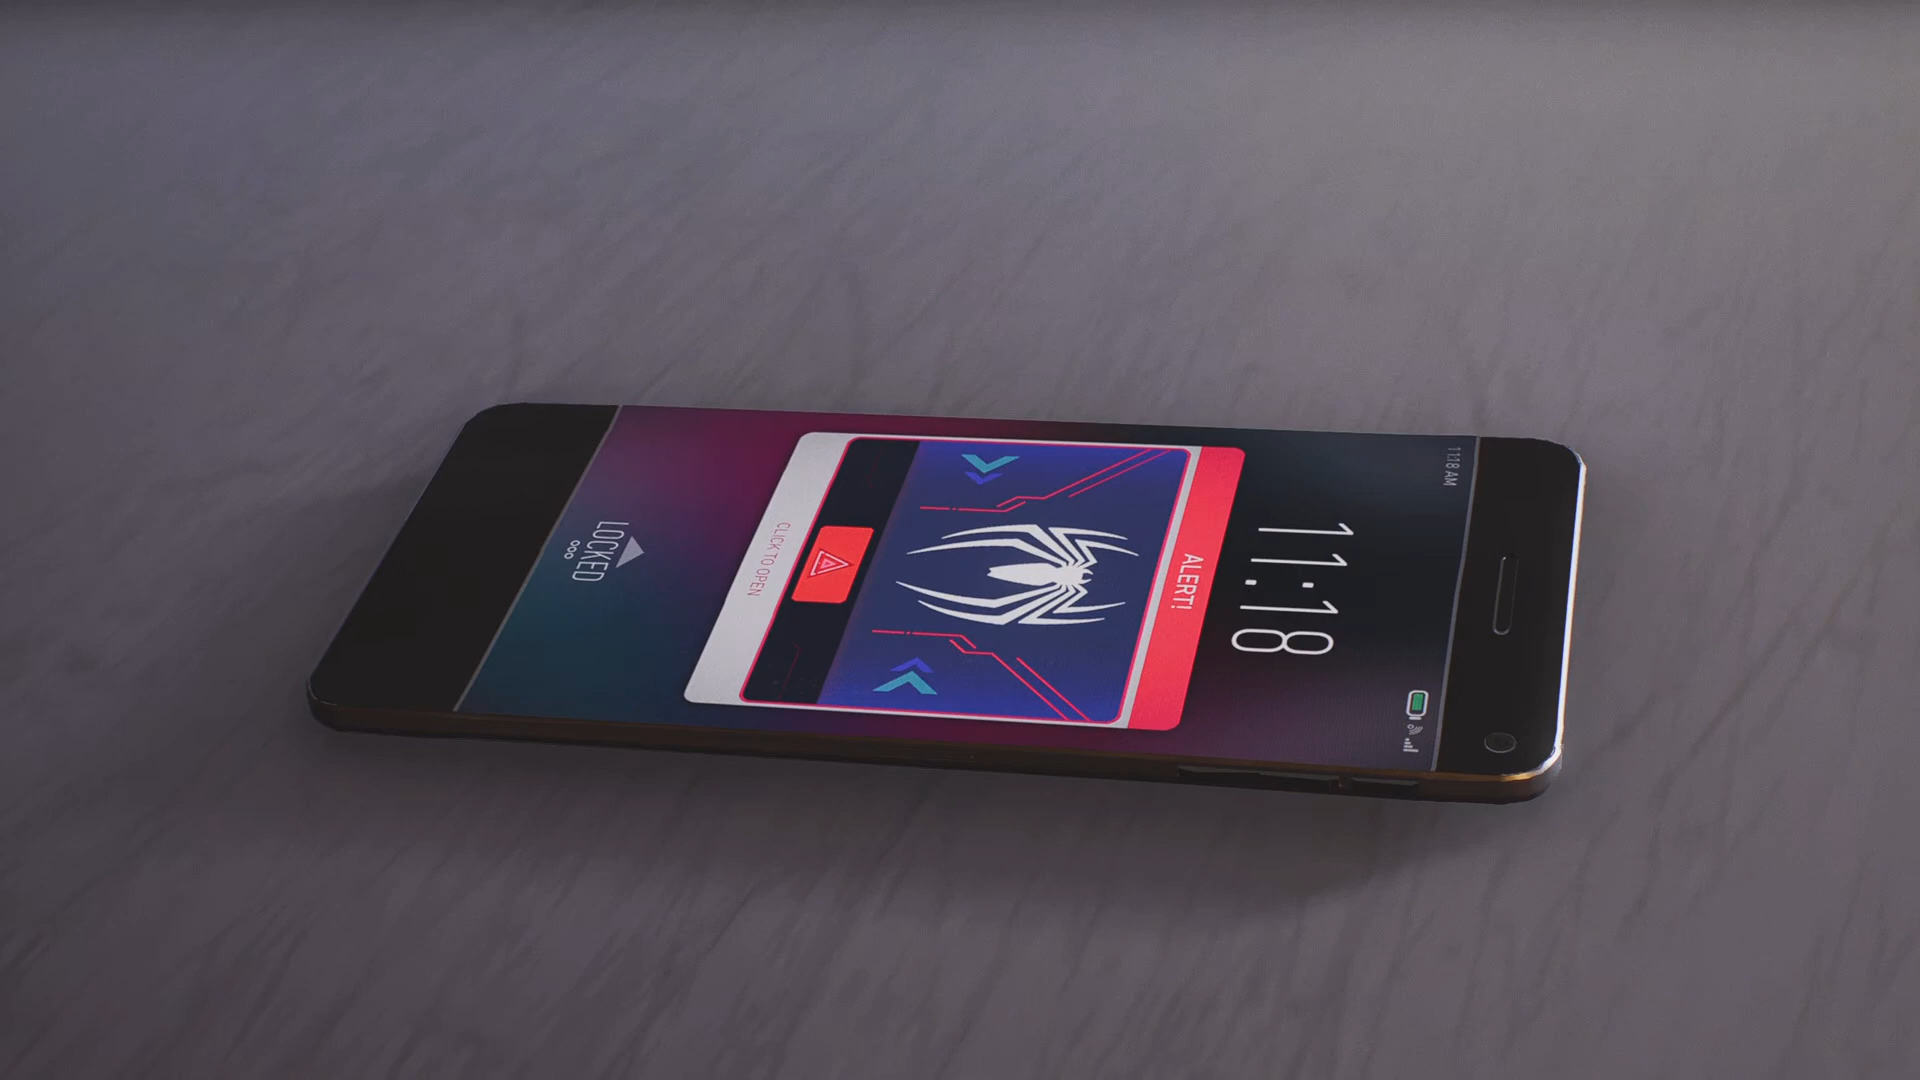 11:18 AM
11:18
ALERT!
CLICK TO OPEN
LOCKED